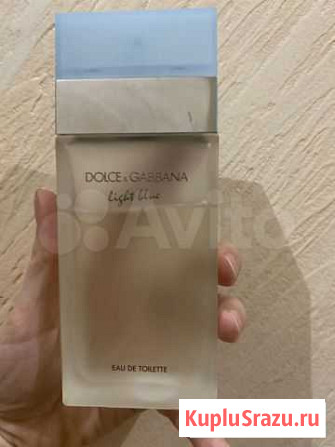 DOLCE & GABBANA
light blue
Avito
EAU DE TOILETTE
KupluSrazu.ru